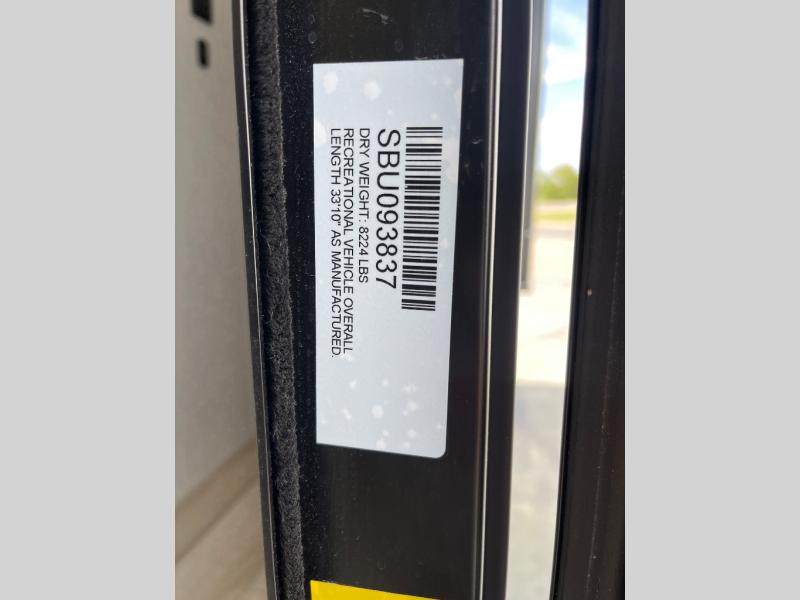 SBU093837
DRY WEIGHT: 8224 LBS
RECREATIONAL VEHICLE OVERALL
LENGTH 33'10" AS MANUFACTURED.